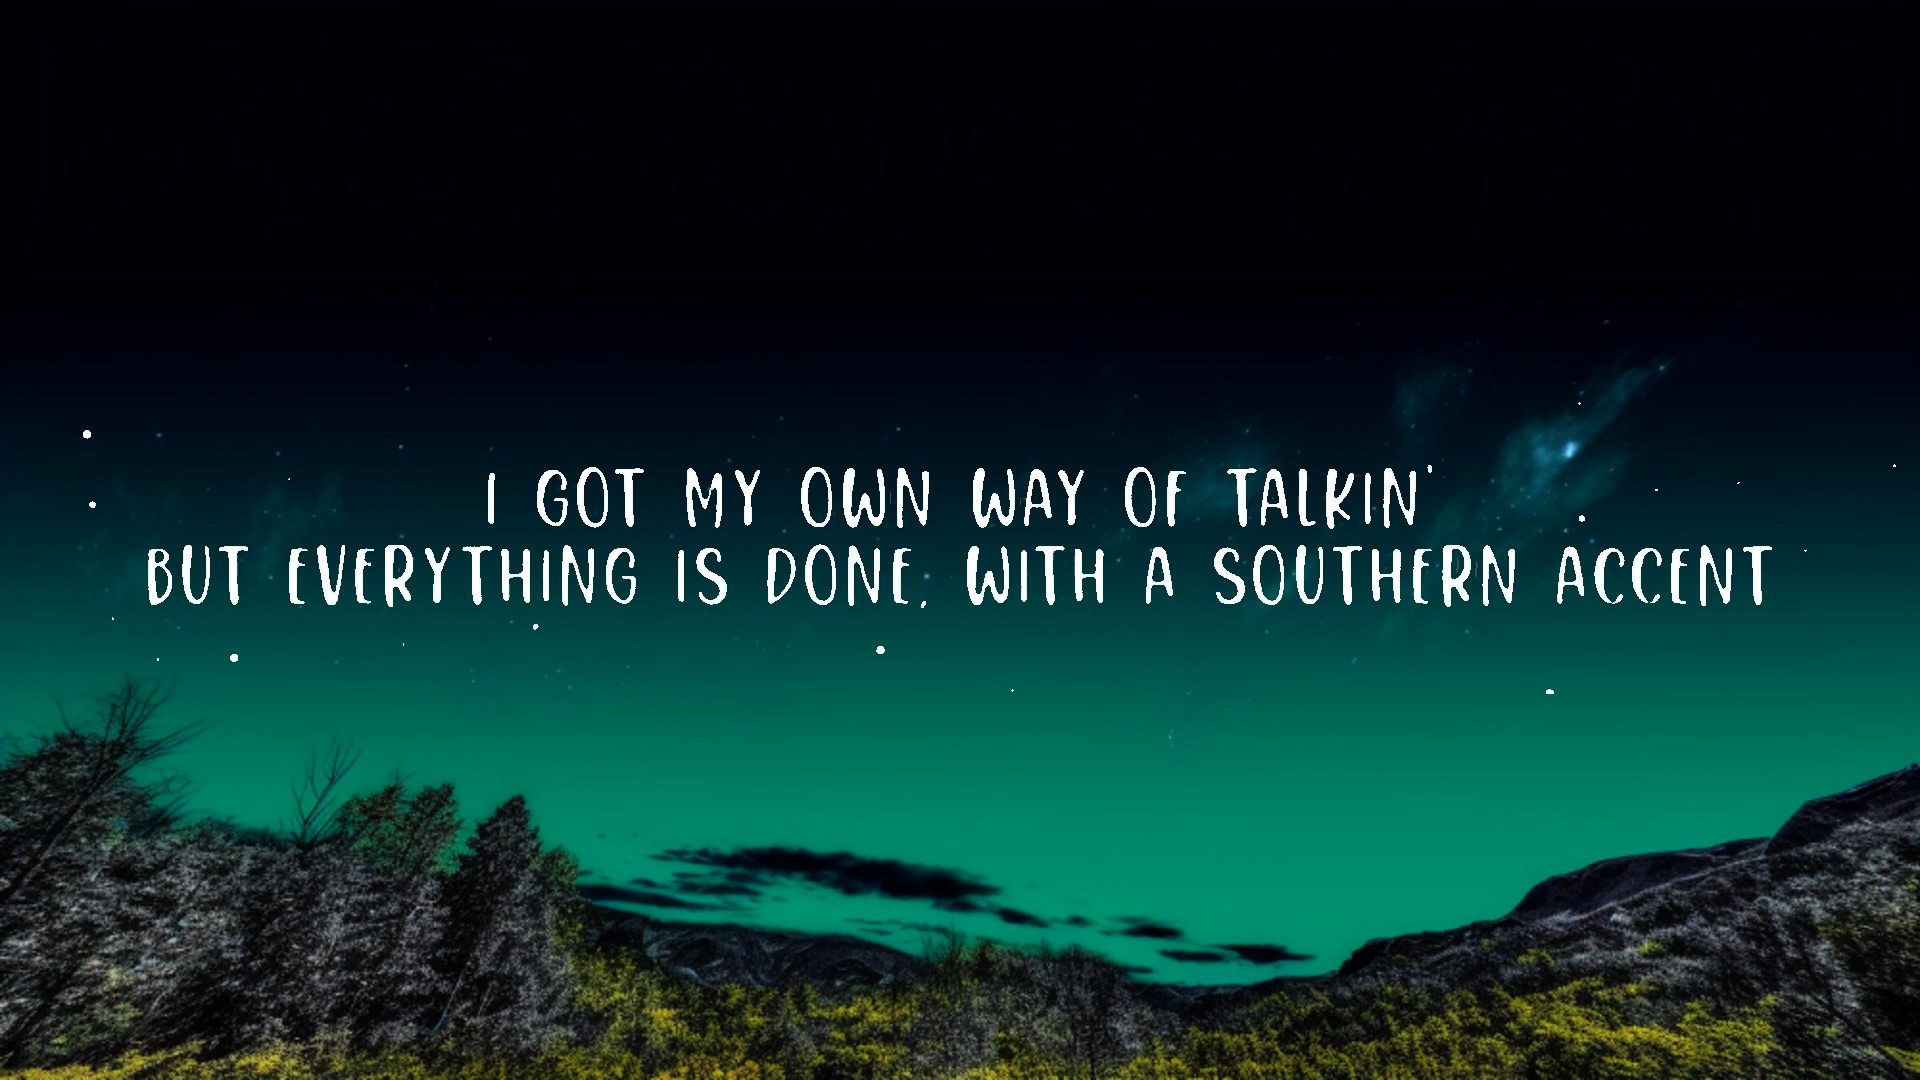 I GOT MY OWN WAY OF TALKIN'
BUT EVERYTHING IS DONE, WITH A SOUTHERN ACCENT